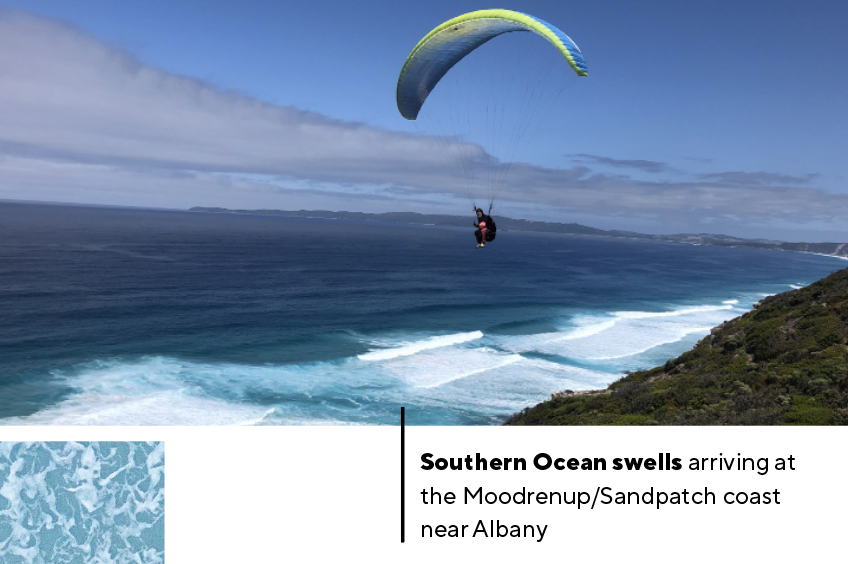 Southern Ocean swells arriving at
the Moodrenup/Sandpatch coast
near Albany